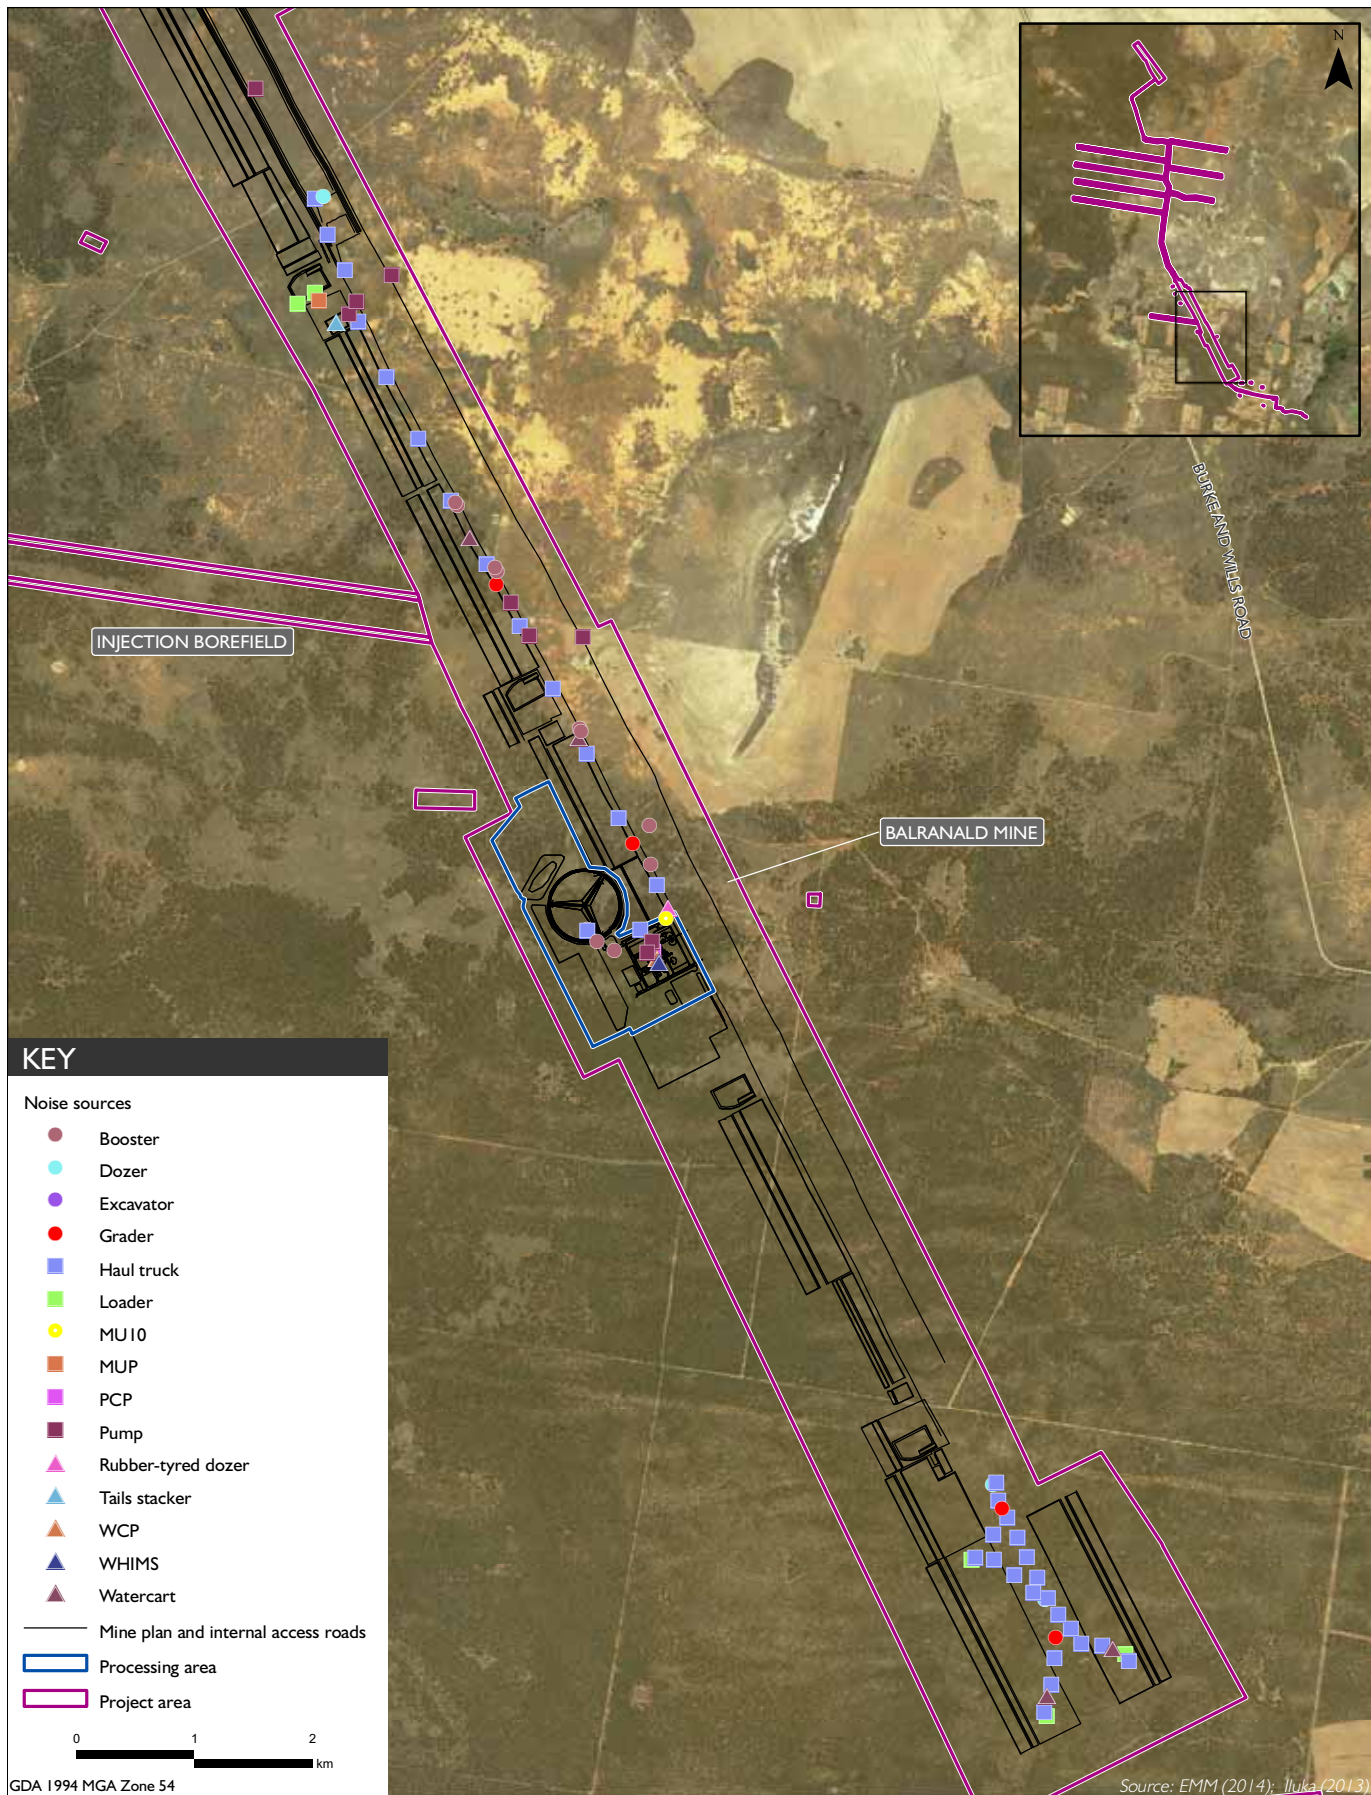 N
BURKE AND WILLS ROAD
INJECTION BOREFIELD
BALRANALD MINE
KEY
Noise sources
Booster
Dozer
Excavator
Grader
Haul truck
Loader
MU10
MUP
PCP
Pump
Rubber-tyred dozer
Tails stacker
WCP
WHIMS
Watercart
Mine plan and internal access roads
Processing area
Project area
0 1 2
km
GDA 1994 MGA Zone 54
Source: EMM (2014); Iluka (2013)